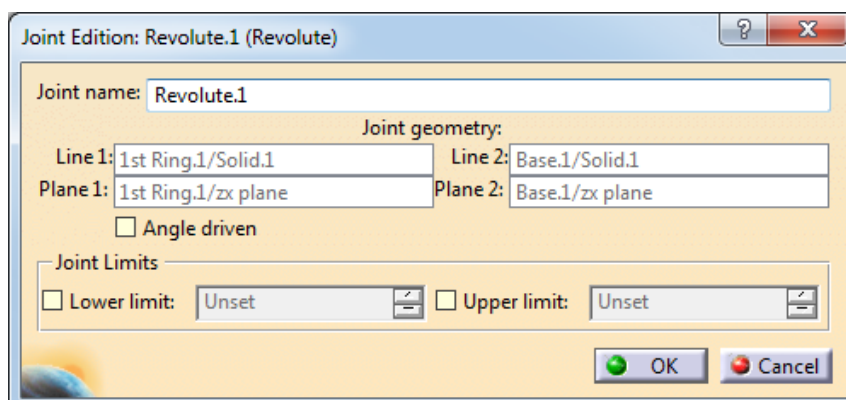 Joint Edition: Revolute.1 (Revolute)
Joint name: Revolute.1
Joint geometry:
Line 1: 1st Ring.1/Solid.1 Line 2: Base.1/Solid.1
Plane 1: 1st Ring.1/zx plane Plane 2: Base.1/zx plane
Angle driven
Joint Limits
Lower limit: Unset Upper limit: Unset
OK Cancel